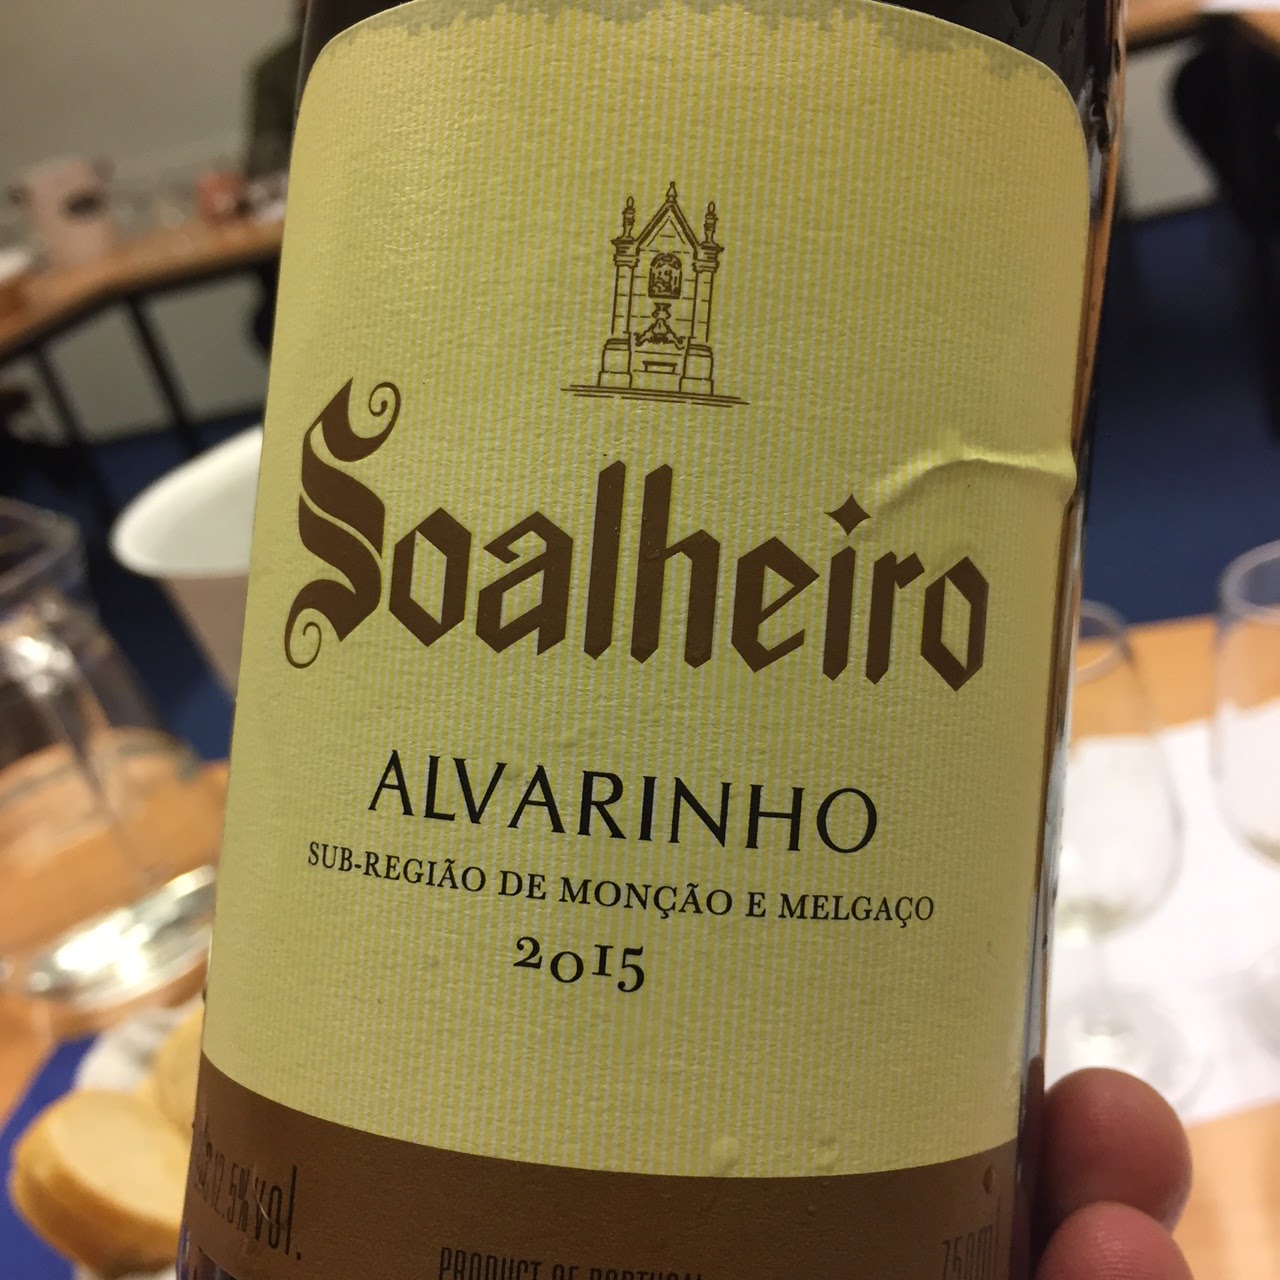 Soalheiro
ALVARINHO
SUB-REGIÃO DE MONÇÃO E MELGAÇO
2015
12.5% vol.
PRODUCT OF PORTUGAL
750ml